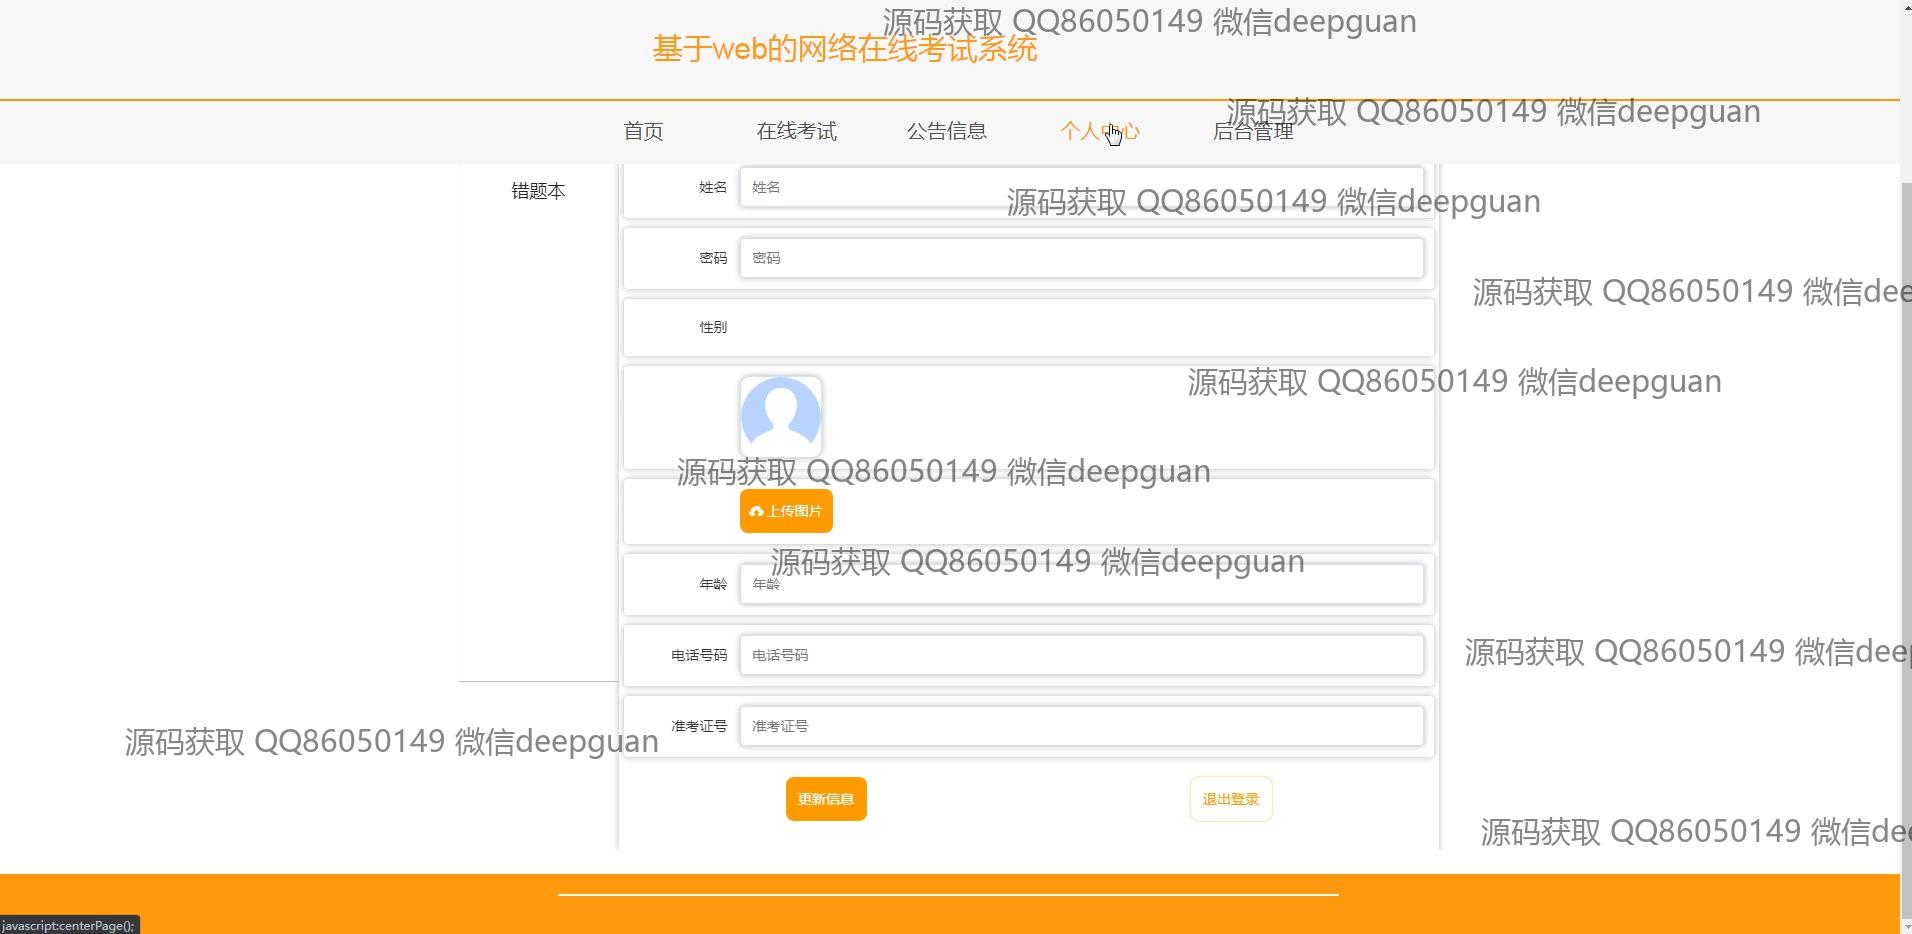 源码获取 QQ86050149 微信deepguan
基于web的网络在线考试系统
源码获取 QQ86050149 微信deepguan
首页 在线考试 公告信息 个人中心 后台管理
错题本
姓名 姓名
源码获取 QQ86050149 微信deepguan
密码 密码
源码获取 QQ86050149 微信dee
性别
源码获取 QQ86050149 微信deepguan
源码获取 QQ86050149 微信deepguan
上传图片
源码获取 QQ86050149 微信deepguan
年龄 年龄
电话号码 电话号码
源码获取 QQ86050149 微信deep
准考证号 准考证号
源码获取 QQ86050149 微信deepguan
更新信息 退出登录
源码获取 QQ86050149 微信de
javascript:centerPage();